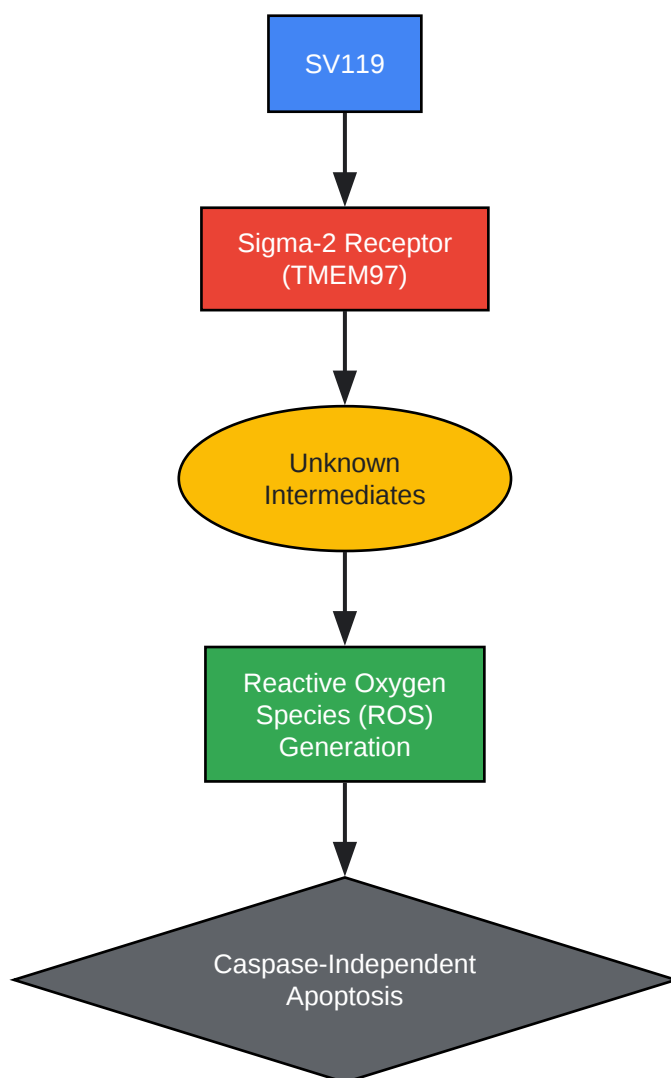 SV119
Sigma-2 Receptor
(TMEM97)
Unknown
Intermediates
Reactive Oxygen
Species (ROS)
Generation
Caspase-Independent
Apoptosis